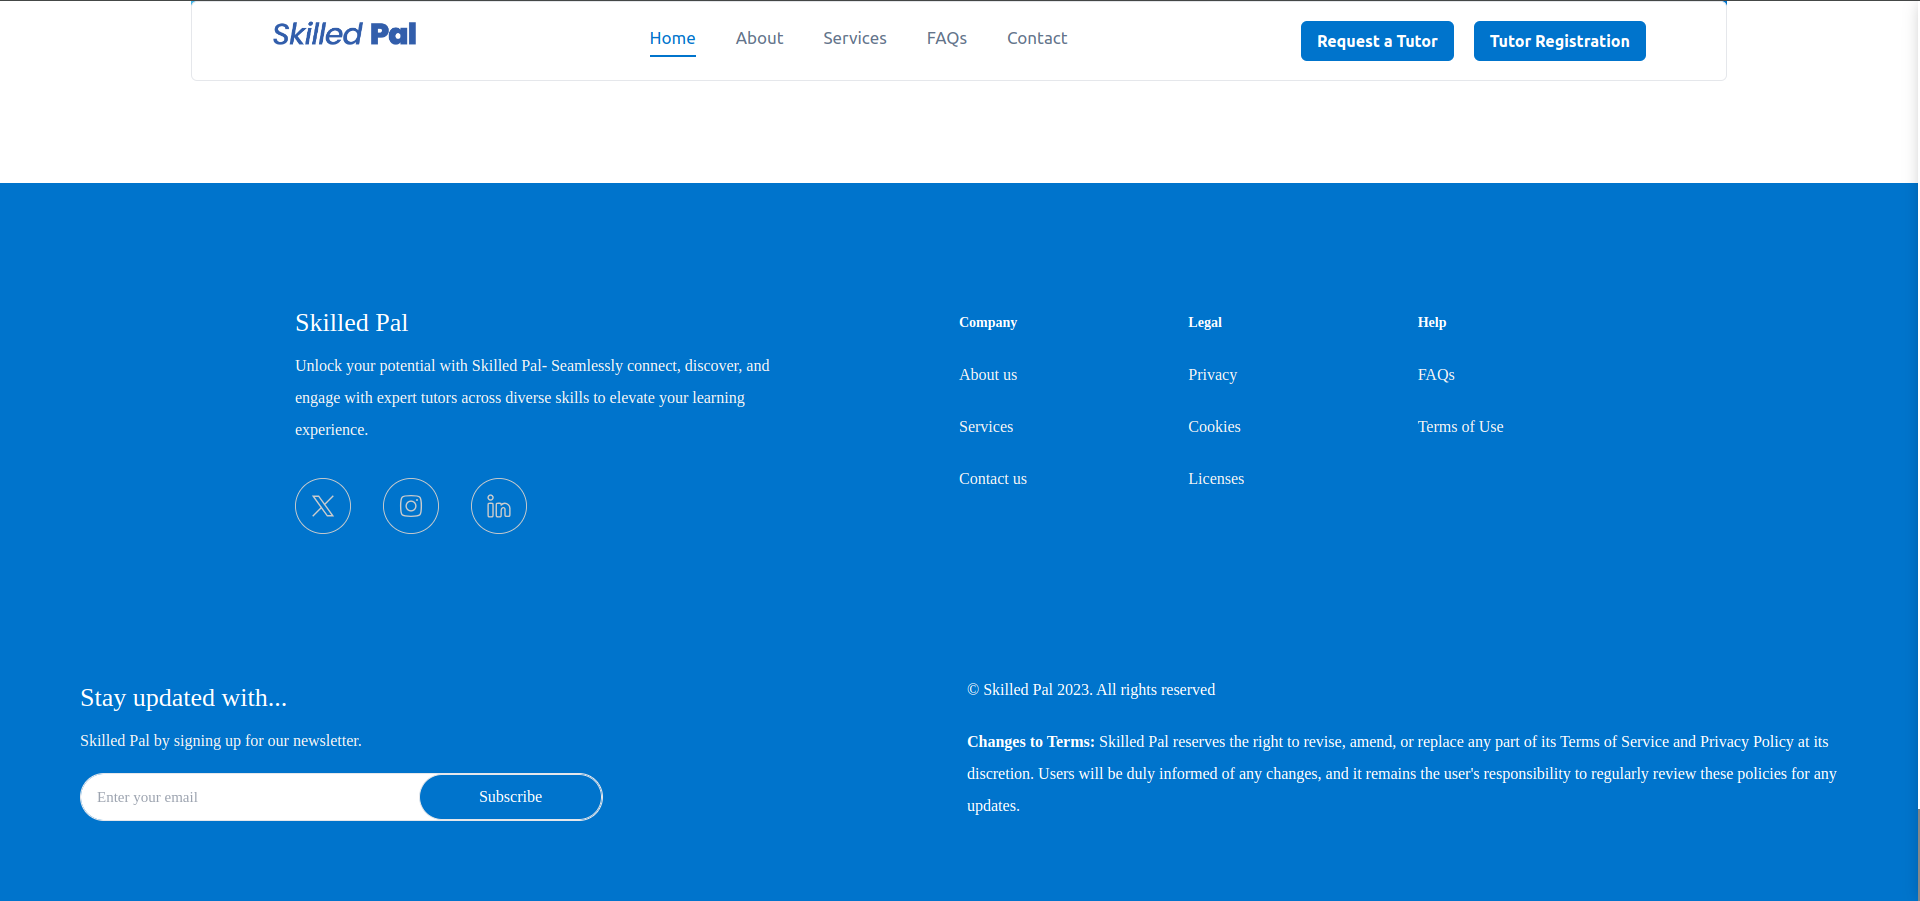 Skilled Pal
Home
About
Services
FAQs
Contact
Request a Tutor
Tutor Registration
Skilled Pal
Unlock your potential with Skilled Pal- Seamlessly connect, discover, and
engage with expert tutors across diverse skills to elevate your learning
experience.
Company
About us
Services
Contact us
Legal
Privacy
Cookies
Licenses
Help
FAQs
Terms of Use
Stay updated with...
Skilled Pal by signing up for our newsletter.
Enter your email
Subscribe
© Skilled Pal 2023. All rights reserved
Changes to Terms: Skilled Pal reserves the right to revise, amend, or replace any part of its Terms of Service and Privacy Policy at its
discretion. Users will be duly informed of any changes, and it remains the user's responsibility to regularly review these policies for any
updates.